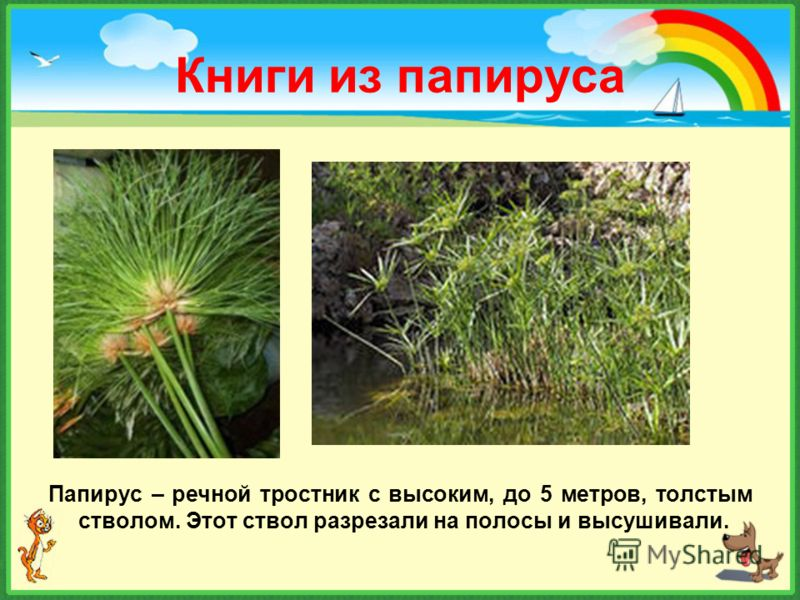 Книги из папируса
Папирус – речной тростник с высоким, до 5 метров, толстым
стволом. Этот ствол разрезали на полосы и высушивали.
MyShared